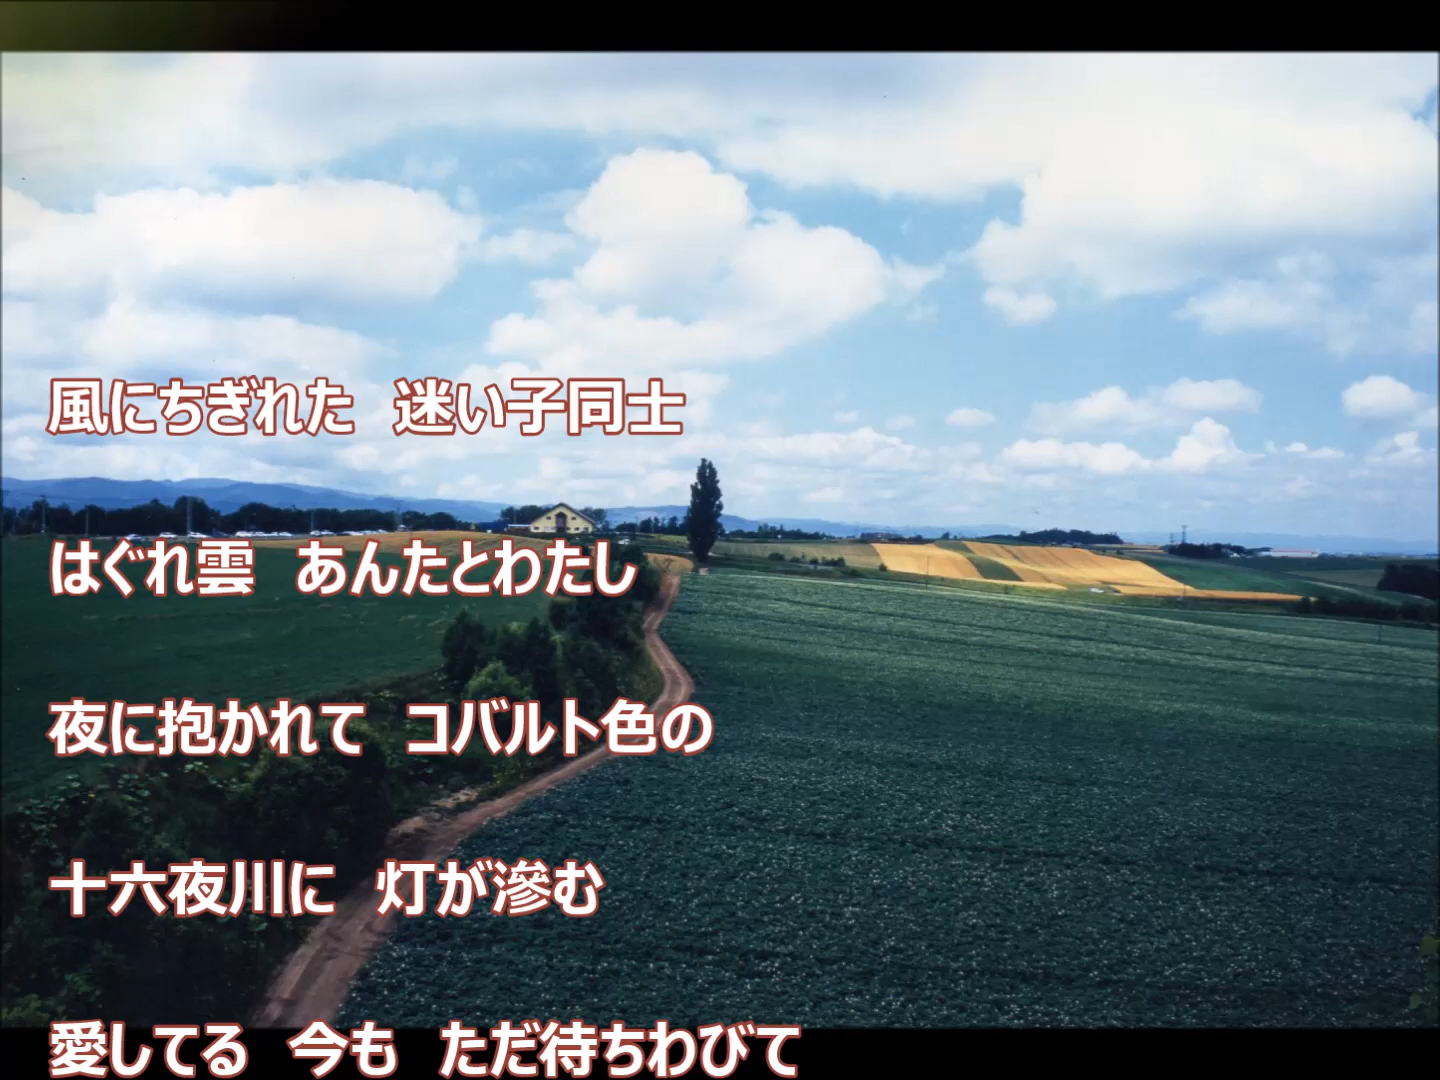 風にちぎれた　迷い子同士
はぐれ雲　あんたとわたし
夜に抱かれて　コバルト色の
十六夜川に　灯が滲む
愛してる　今も　ただ待ちわびて